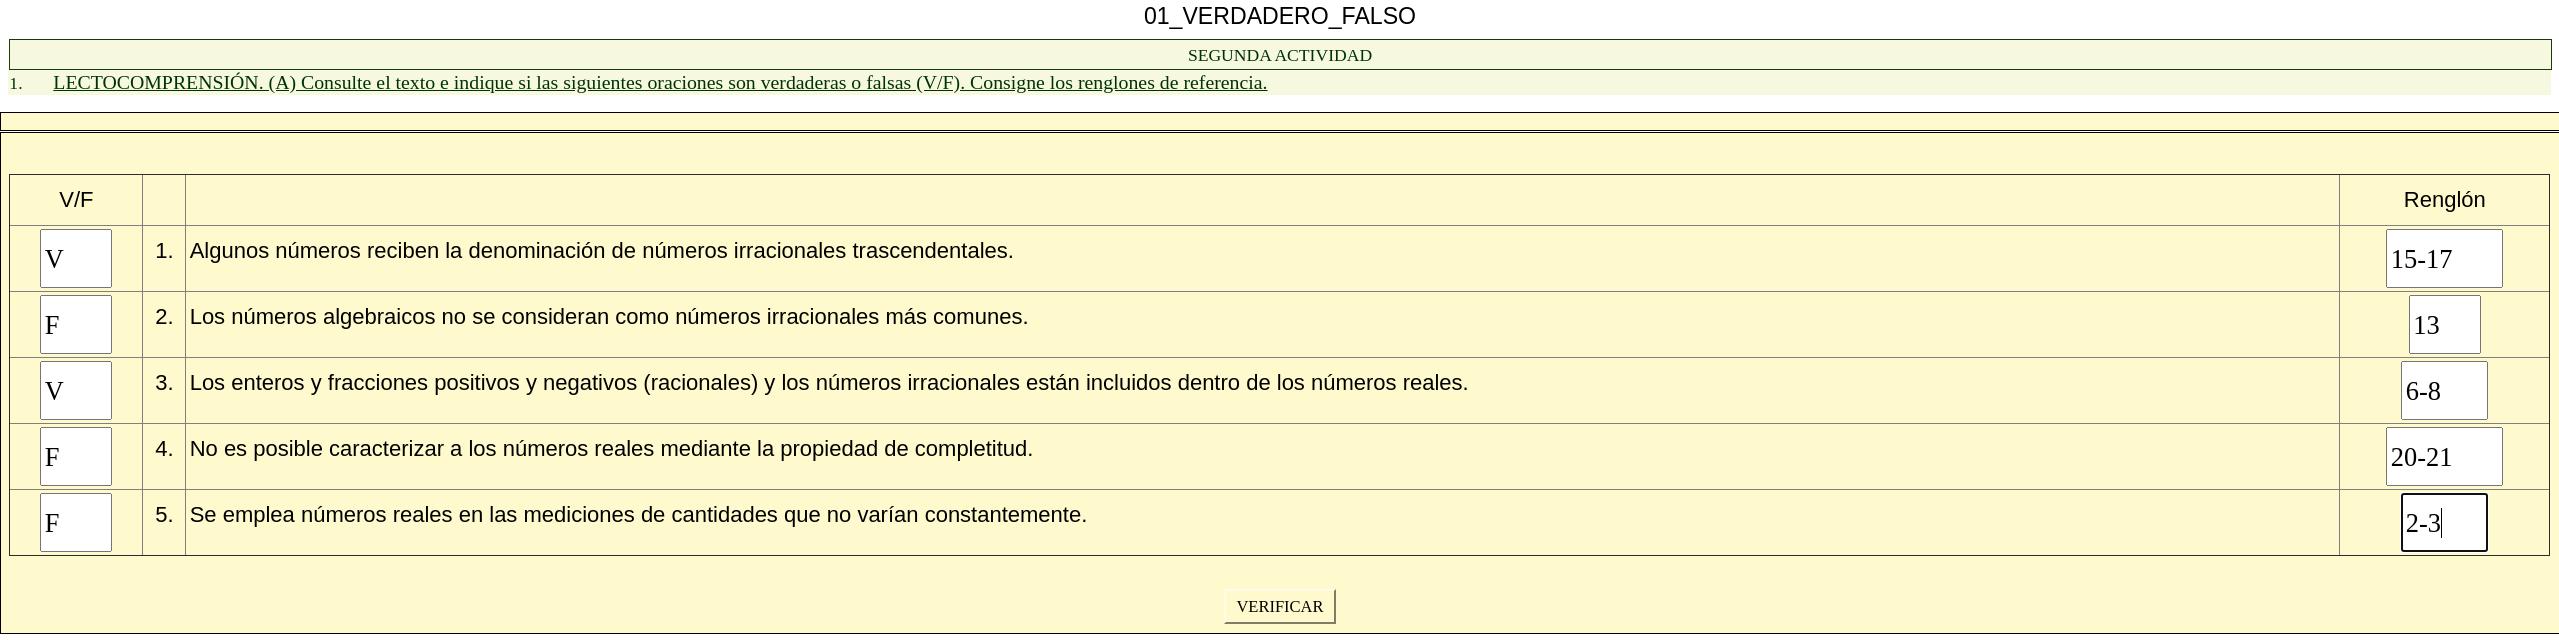 01_VERDADERO_FALSO
SEGUNDA ACTIVIDAD
1. LECTOCOMPRENSIÓN. (A) Consulte el texto e indique si las siguientes oraciones son verdaderas o falsas (V/F). Consigne los renglones de referencia.
V/F Renglón
V 1. Algunos números reciben la denominación de números irracionales trascendentales. 15-17
F 2. Los números algebraicos no se consideran como números irracionales más comunes. 13
V 3. Los enteros y fracciones positivos y negativos (racionales) y los números irracionales están incluidos dentro de los números reales. 6-8
F 4. No es posible caracterizar a los números reales mediante la propiedad de completitud. 20-21
F 5. Se emplea números reales en las mediciones de cantidades que no varían constantemente. 2-3
VERIFICAR